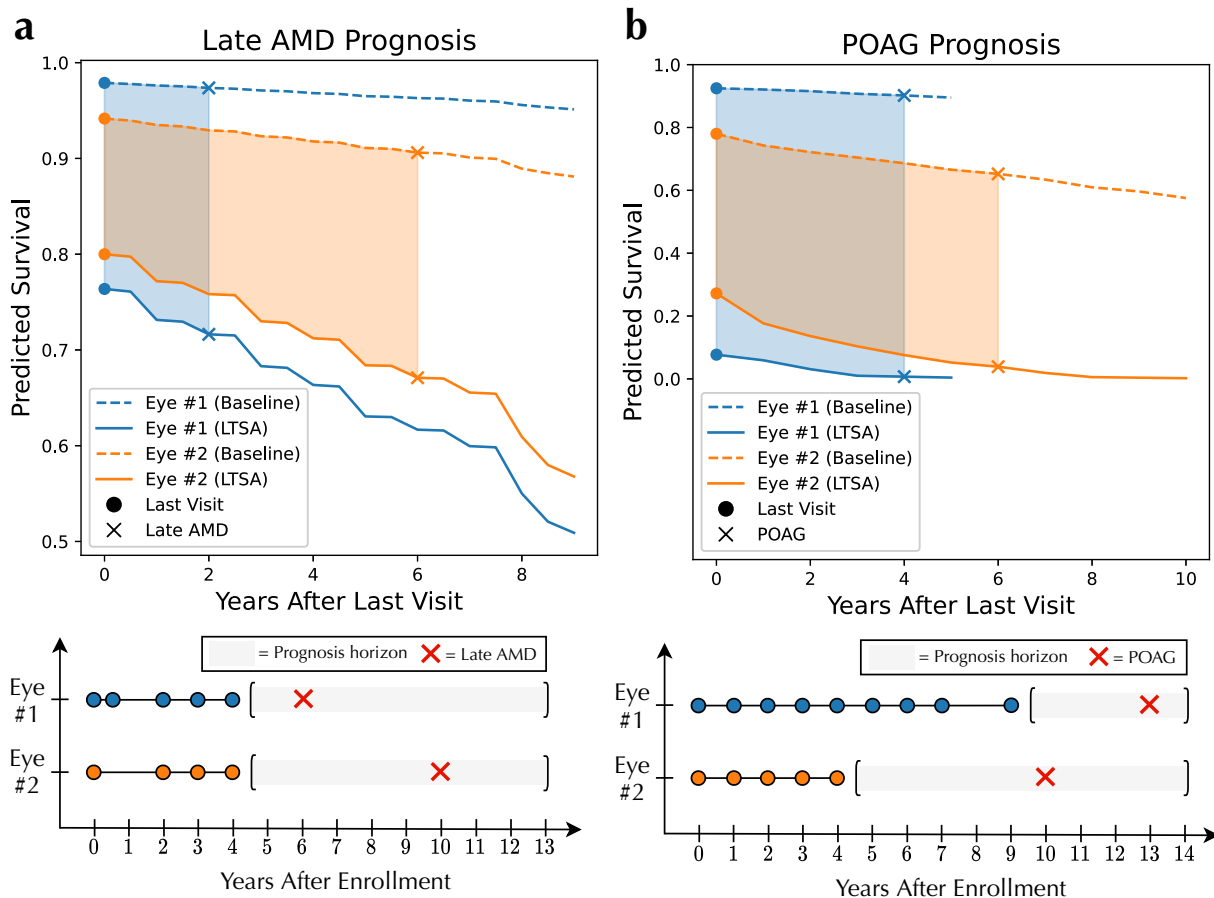 a
Late AMD Prognosis
1.0
0.9
0.8
0.7
0.6
0.5
Predicted Survival
Eye #1 (Baseline)
Eye #1 (LTSA)
Eye #2 (Baseline)
Eye #2 (LTSA)
Last Visit
Late AMD
0 2 4 6 8
Years After Last Visit
= Prognosis horizon = Late AMD
Eye
#1
Eye
#2
0 1 2 3 4 5 6 7 8 9 10 11 12 13
Years After Enrollment
b
POAG Prognosis
1.0
0.8
0.6
0.4
0.2
0.0
Predicted Survival
Eye #1 (Baseline)
Eye #1 (LTSA)
Eye #2 (Baseline)
Eye #2 (LTSA)
Last Visit
POAG
0 2 4 6 8 10
Years After Last Visit
= Prognosis horizon = POAG
Eye
#1
Eye
#2
0 1 2 3 4 5 6 7 8 9 10 11 12 13 14
Years After Enrollment